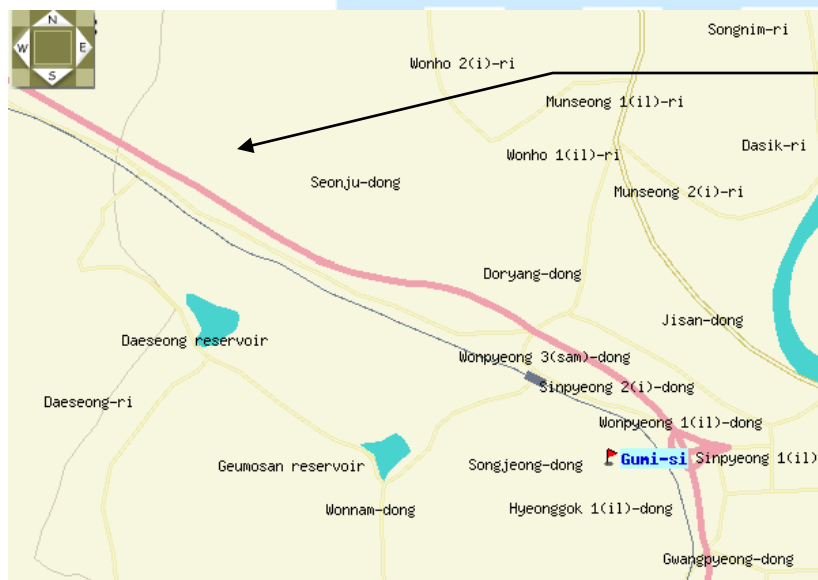 N
W E
S
Songnim-ri
Wonho 2(i)-ri
Munseong 1(il)-ri
Dasik-ri
Wonho 1(il)-ri
Seonju-dong
Munseong 2(i)-ri
Doryang-dong
Jisan-dong
Daeseong reservoir
Wonpyeong 3(sam)-dong
Sinpyeong 2(i)-dong
Daeseong-ri
Wonpyeong 1(il)-dong
Gumi-si
Sinpyeong 1(il)
Geumosan reservoir
Songjeong-dong
Wonnam-dong
Hyeonggok 1(il)-dong
Gwangpyeong-dong